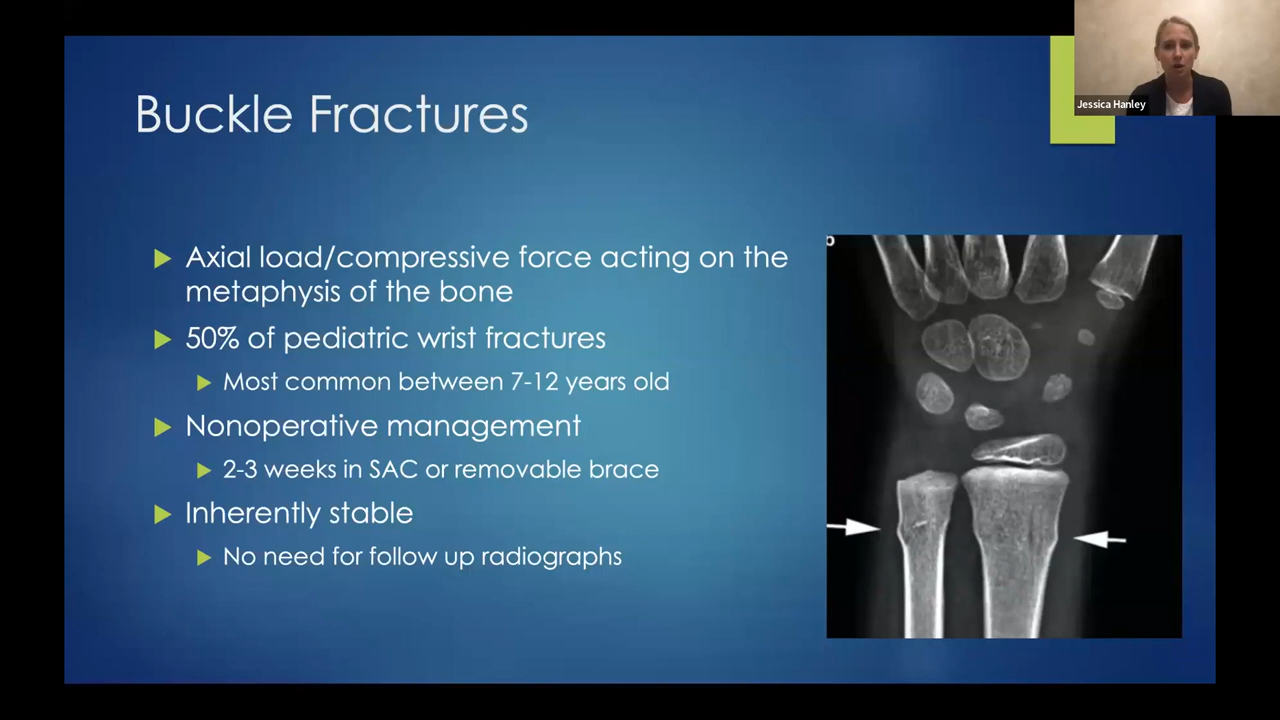 Jessica Hanley
Buckle Fractures
Axial load/compressive force acting on the
metaphysis of the bone
50% of pediatric wrist fractures
Most common between 7-12 years old
Nonoperative management
2-3 weeks in SAC or removable brace
Inherently stable
No need for follow up radiographs
b